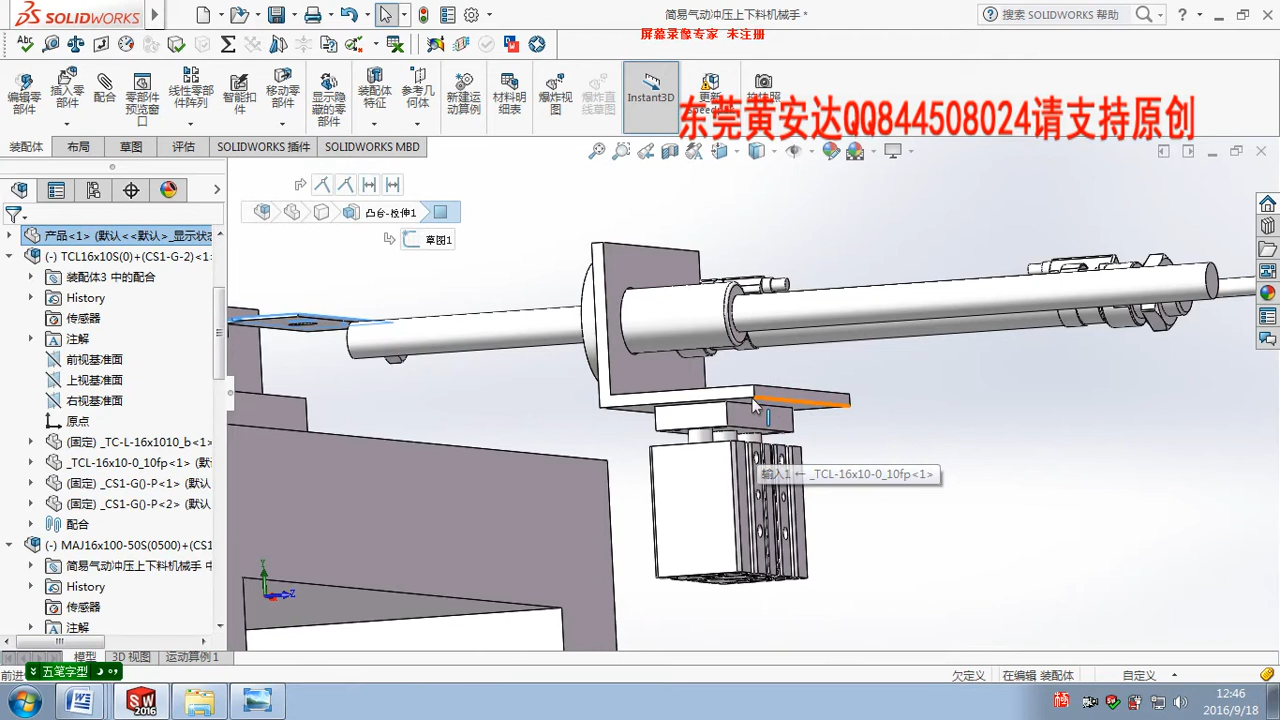 SOLIDWORKS
简易气动冲压上下料机械手 *
搜索 SOLIDWORKS 帮助
屏幕录像专家 未注册
编辑零部件
插入零部件
配合
零部件预览窗口
线性零部件阵列
智能扣件
移动零部件
显示隐藏的零部件
装配体特征
参考几何体
新建运动算例
材料明细表
爆炸视图
爆炸直线草图
Instant3D
更新
拍快照
东莞黄安达QQ844508024请支持原创
装配体
布局
草图
评估
SOLIDWORKS 插件
SOLIDWORKS MBD
凸台-拉伸1
草图1
产品<1> (默认<<默认>_显示状态
(-) TCL16x10S(0)+(CS1-G-2)<1>
装配体3 中的配合
History
传感器
注解
前视基准面
上视基准面
右视基准面
原点
(固定) _TC-L-16x1010_b<1>
_TCL-16x10-0_10fp<1> (默认
(固定) _CS1-G()-P<1> (默认
(固定) _CS1-G()-P<2> (默认
配合
(-) MAJ16x100-50S(0500)+(CS1
简易气动冲压上下料机械手 中
History
传感器
注解
输入1 ← _TCL-16x10-0_10fp<1>
Y
Z
模型
3D 视图
运动算例1
五笔字型
前进
欠定义
在编辑 装配体
自定义
12:46
2016/9/18